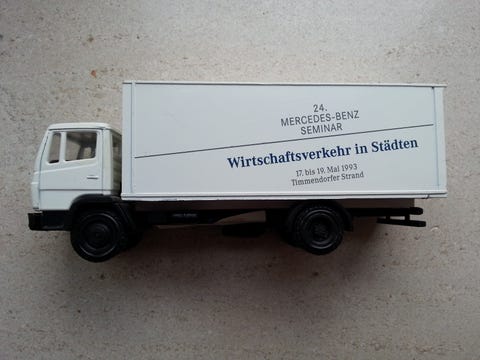 24.
MERCEDES-BENZ
SEMINAR
Wirtschaftsverkehr in Städten
17. bis 19. Mai 1993
Timmendorfer Strand